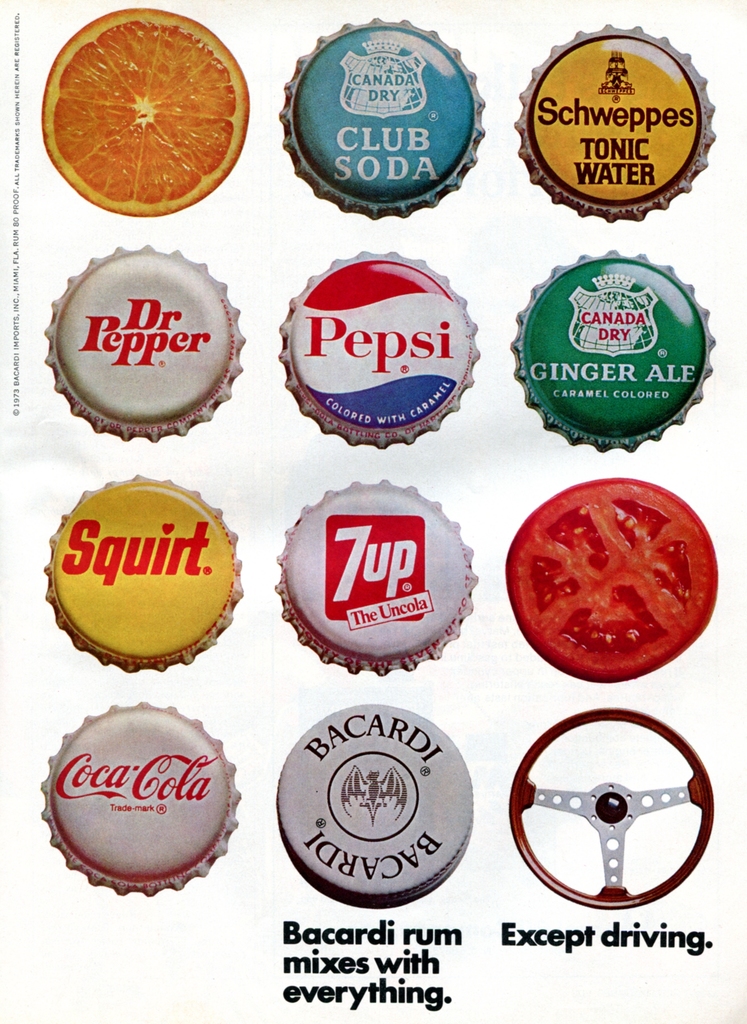 © 1973 BACARDI IMPORTS, INC., MIAMI, FLA. RUM 80 PROOF. ALL TRADEMARKS SHOWN HEREIN ARE REGISTERED.
CANADA
DRY
®
CLUB
SODA
SCHWEPPES
®
Schweppes
TONIC
WATER
Dr
Pepper
®
Pepsi
®
COLORED WITH CARAMEL
CANADA
DRY
®
GINGER ALE
CARAMEL COLORED
Squirt®
7up®
The Uncola
Coca-Cola
Trade-mark ®
BACARDI®
BACARDI®
Bacardi rum
mixes with
everything.
Except driving.